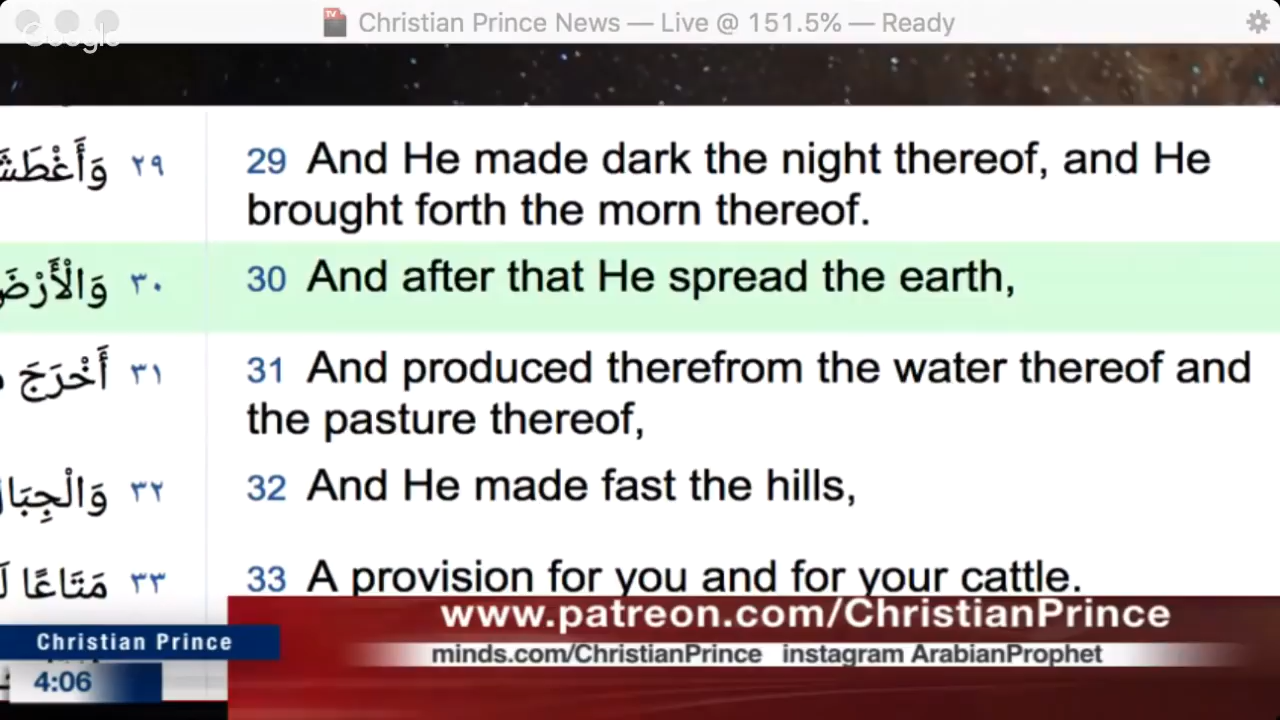 Christian Prince News — Live @ 151.5% — Ready
Google
29 And He made dark the night thereof, and He
brought forth the morn thereof.
٢٩
30 And after that He spread the earth,
٣٠
31 And produced therefrom the water thereof and
the pasture thereof,
أَخْرَجَ ٣١
32 And He made fast the hills,
٣٢
33 A provision for you and for your cattle.
مَتَاعًا ٣٣
www.patreon.com/ChristianPrince
Christian Prince
minds.com/ChristianPrince instagram ArabianProphet
4:06